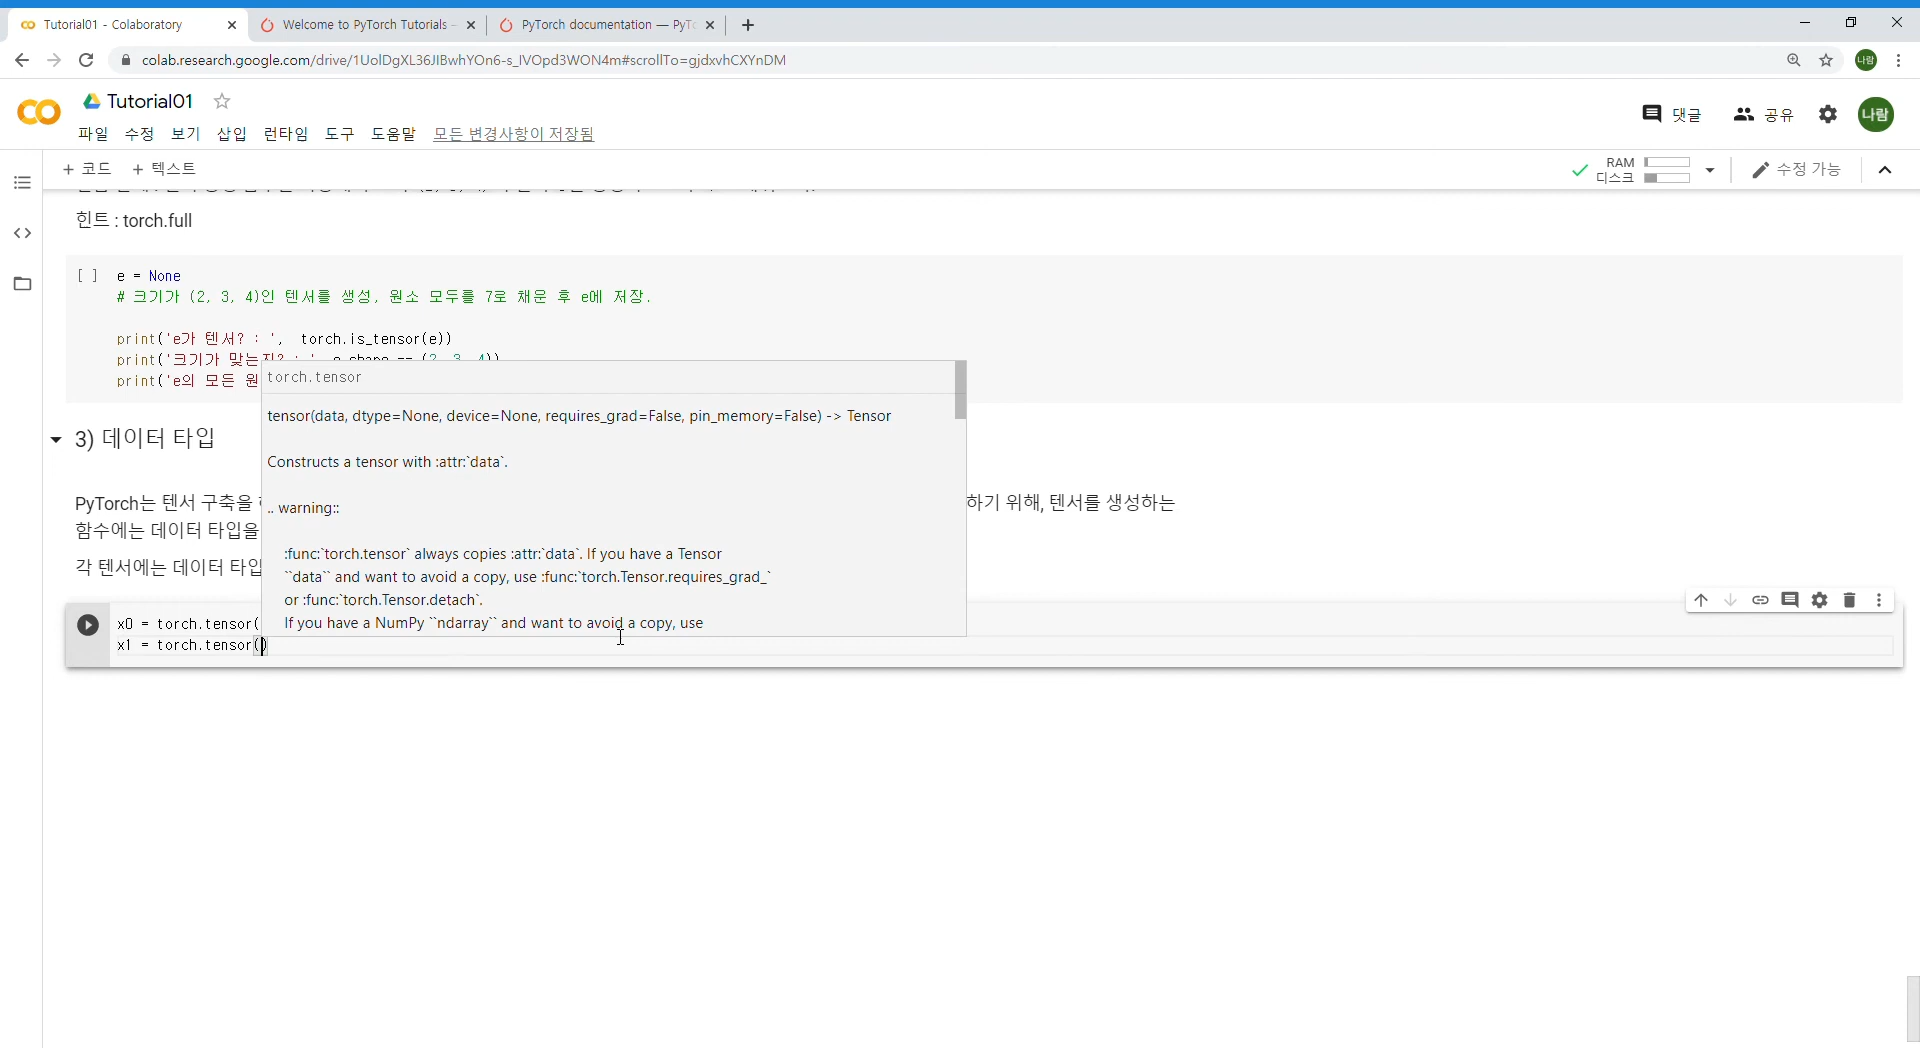 Tutorial01 - Colaboratory
Welcome to PyTorch Tutorials
PyTorch documentation — PyTo
colab.research.google.com/drive/1UolDgXL36JIBwhYOn6-s_IVOpd3WON4m#scrollTo=gjdxvhCXYnDM
나람
Tutorial01
파일 수정 보기 삽입 런타임 도구 도움말 모든 변경사항이 저장됨
댓글 공유 나람
+ 코드 + 텍스트
RAM
디스크
수정 가능
힌트 : torch.full
[ ] e = None
# 크기가 (2, 3, 4)인 텐서를 생성, 원소 모두를 7로 채운 후 e에 저장.
print('e가 텐서? : ', torch.is_tensor(e))
print('크기가 맞는지? : ', e.shape == (2, 3, 4))
print('e의 모든 원
torch.tensor
tensor(data, dtype=None, device=None, requires_grad=False, pin_memory=False) -> Tensor
Constructs a tensor with :attr:`data`.
.. warning::
:func:`torch.tensor` always copies :attr:`data`. If you have a Tensor
``data`` and want to avoid a copy, use :func:`torch.Tensor.requires_grad_`
or :func:`torch.Tensor.detach`.
If you have a NumPy ``ndarray`` and want to avoid a copy, use
3) 데이터 타입
PyTorch는 텐서 구축을 하기 위해, 텐서를 생성하는
함수에는 데이터 타입을
각 텐서에는 데이터 타입
x0 = torch.tensor(
x1 = torch.tensor()